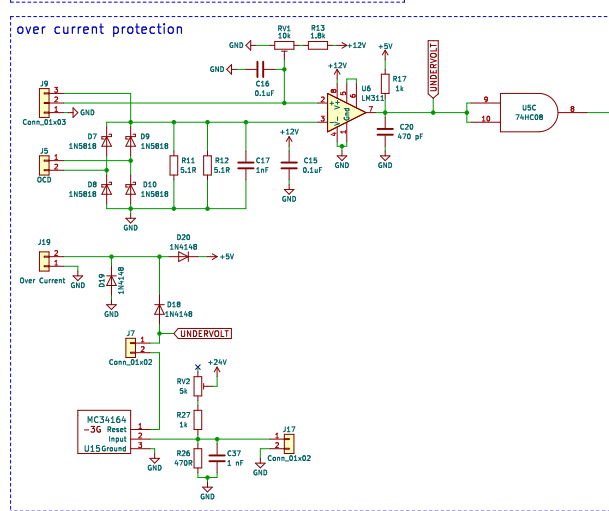 over current protection
RV1
10k
R13
1.8k
GND
+12V
+5V
UNDERVOLT
GND
C16
0.1uF
+12V
U6
LM311
R17
1k
J9
3
2
1
Conn_01x03
GND
2
3
8
5
6
7
4
1
V+
V-
Gnd
+
-
9
10
U5C
74HC08
8
D7
1N5818
D9
1N5818
J5
1
2
OCD
D8
1N5818
D10
1N5818
R11
5.1R
R12
5.1R
C17
1nF
+12V
C15
0.1uF
GND
GND
C20
470 pF
GND
GND
J19
2
1
Over Current
GND
D20
1N4148
+5V
D19
1N4148
GND
D18
1N4148
UNDERVOLT
J7
1
2
Conn_01x02
RV2
5k
+24V
R27
1k
MC34164
-3G
Reset
Input
U15
Ground
1
2
3
GND
R26
470R
C37
1 nF
GND
J17
1
2
Conn_01x02
GND